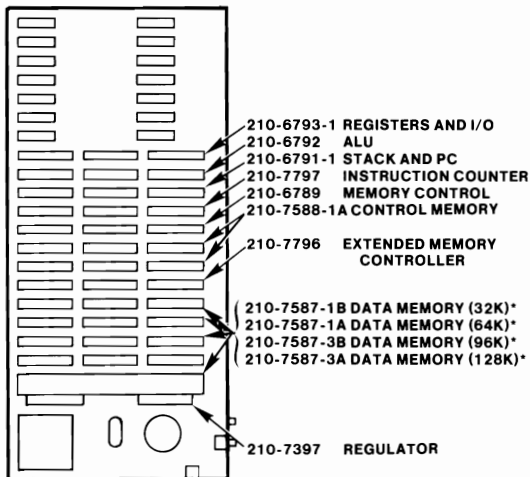 210-6793-1 REGISTERS AND I/O
210-6792 ALU
210-6791-1 STACK AND PC
210-7797 INSTRUCTION COUNTER
210-6789 MEMORY CONTROL
210-7588-1A CONTROL MEMORY
210-7796 EXTENDED MEMORY
CONTROLLER
210-7587-1B DATA MEMORY (32K)*
210-7587-1A DATA MEMORY (64K)*
210-7587-3B DATA MEMORY (96K)*
210-7587-3A DATA MEMORY (128K)*
210-7397 REGULATOR